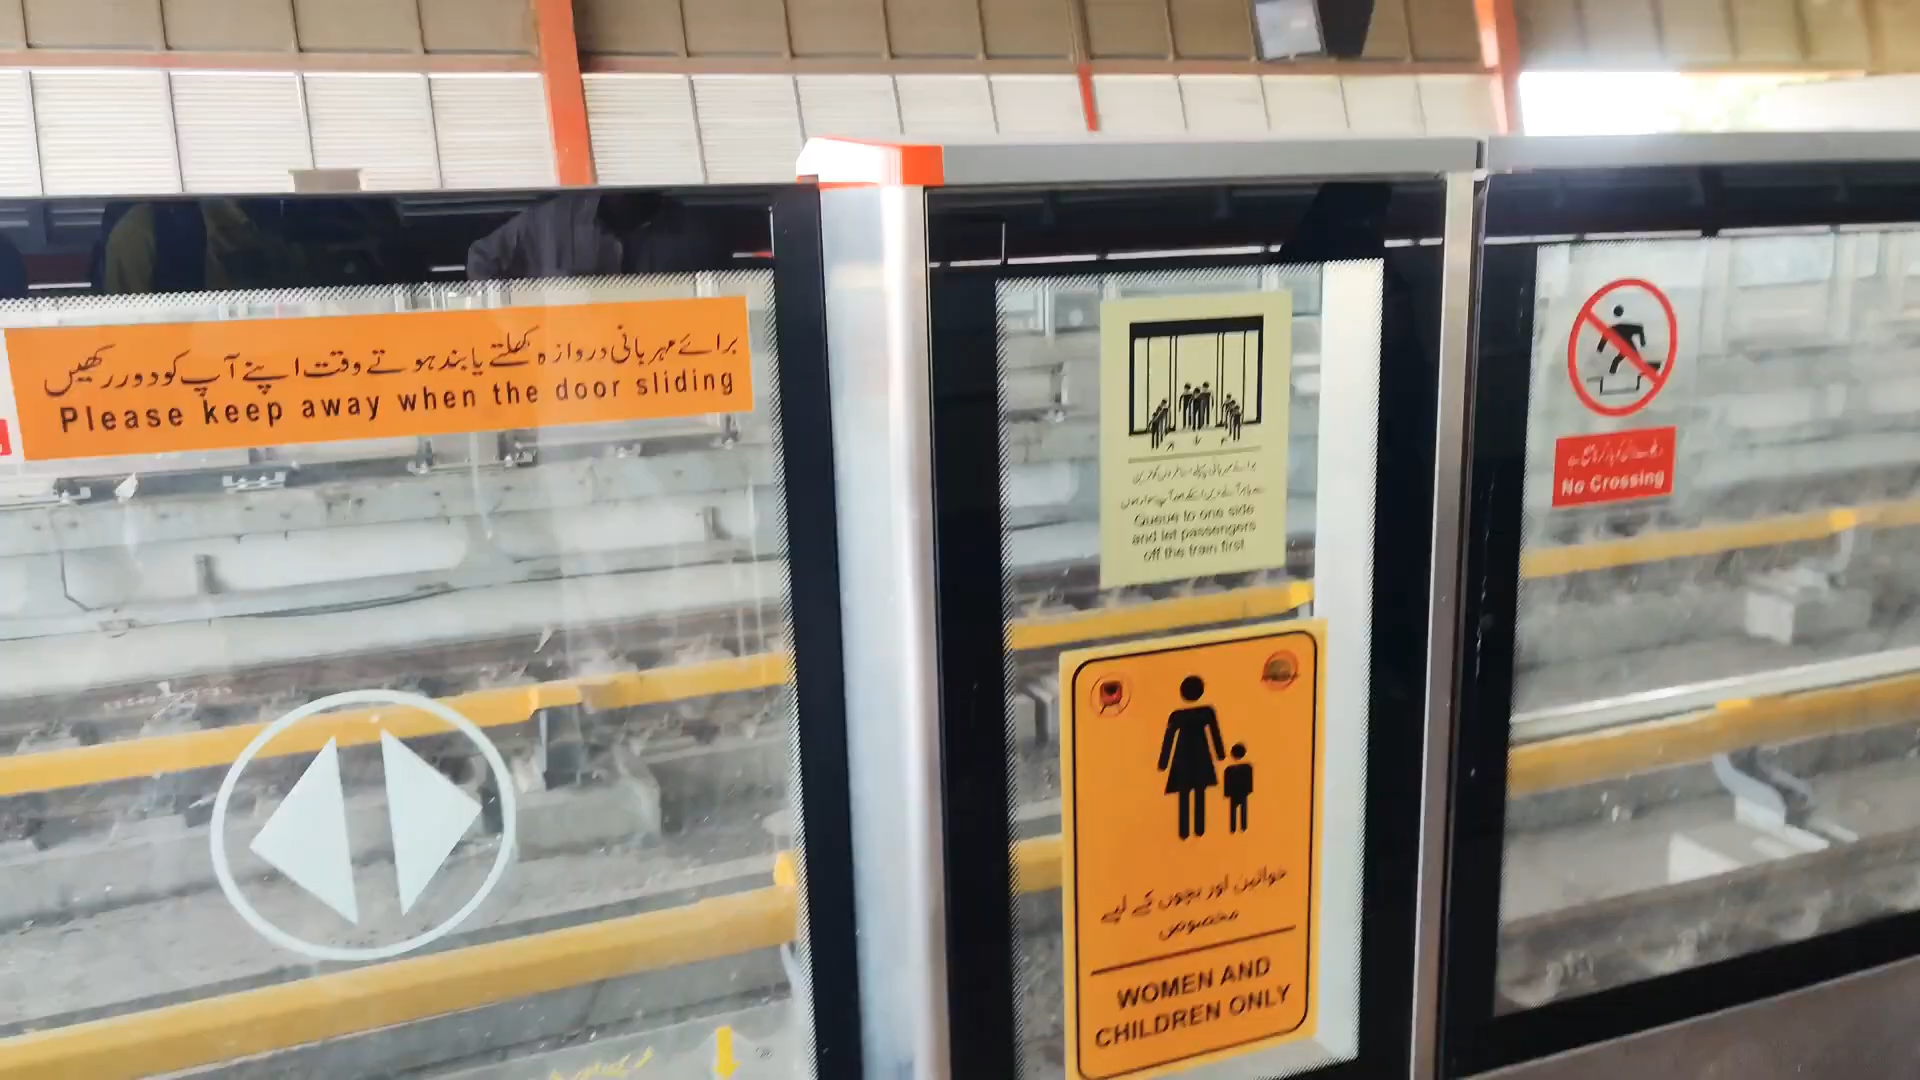 برائے مہربانی دروازہ کھلتے یا بند ہوتے وقت اپنے آپ کو دور رکھیں
Please keep away when the door sliding
Queue to one side
and let passengers
off the train first
خواتین اور بچوں کے لیے
مخصوص
WOMEN AND
CHILDREN ONLY
No Crossing